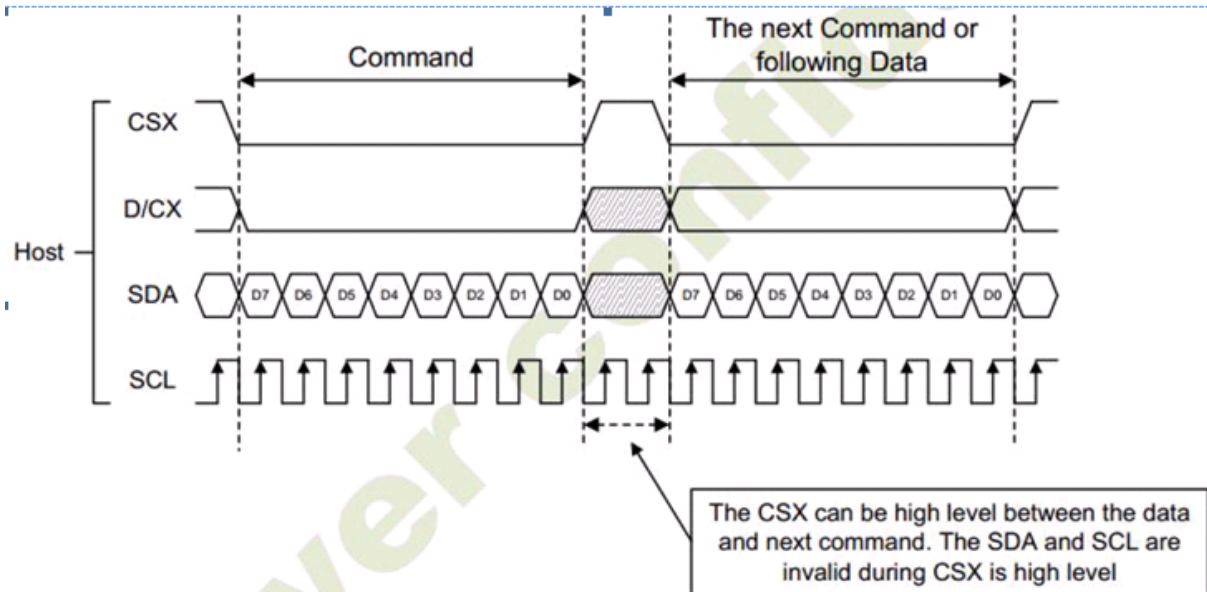 Command
The next Command or
following Data
CSX
D/CX
Host
SDA
D7 D6 D5 D4 D3 D2 D1 D0
D7 D6 D5 D4 D3 D2 D1 D0
SCL
The CSX can be high level between the data
and next command. The SDA and SCL are
invalid during CSX is high level